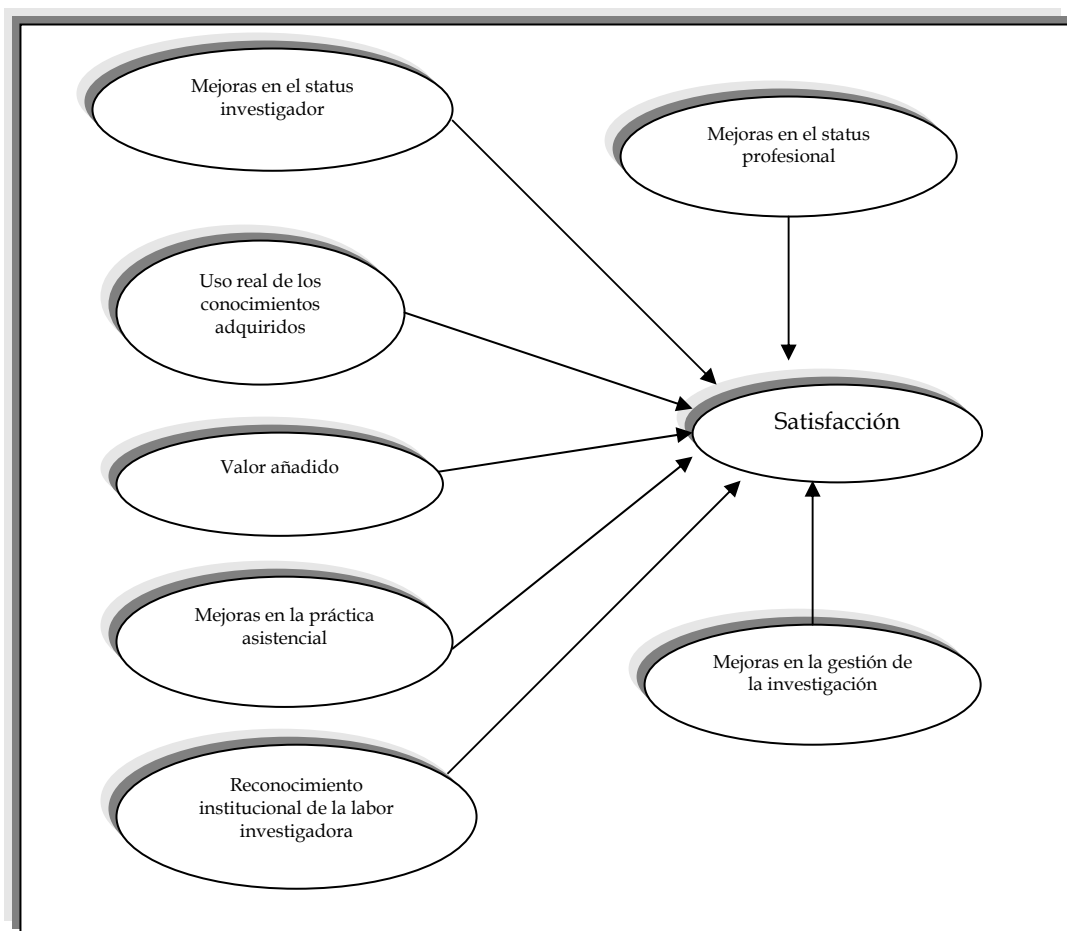 Mejoras en el status
investigador
Mejoras en el status
profesional
Uso real de los
conocimientos
adquiridos
Satisfacción
Valor añadido
Mejoras en la práctica
asistencial
Mejoras en la gestión de
la investigación
Reconocimiento
institucional de la labor
investigadora